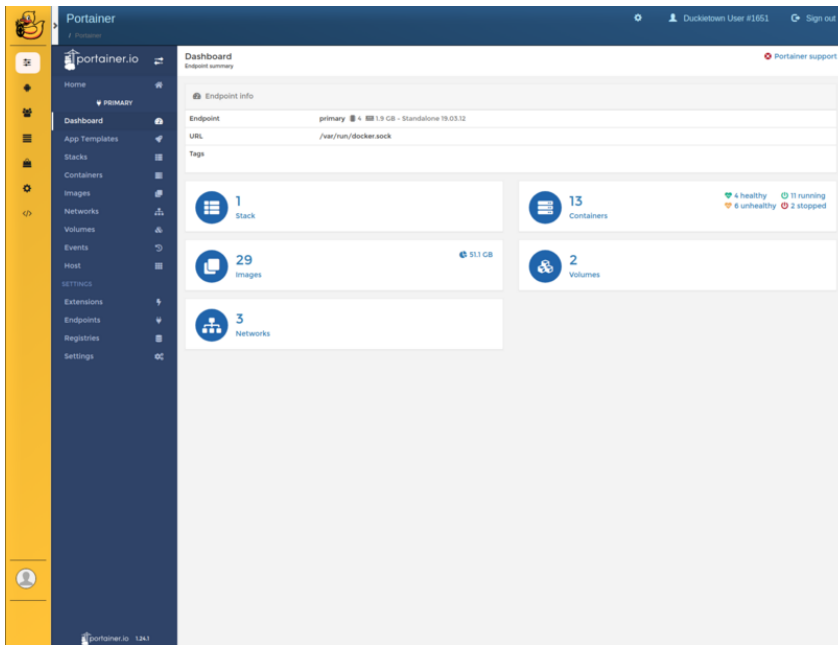 Portainer
/ Portainer
Duckietown User #1651
Sign out
portainer.io
Home
PRIMARY
Dashboard
App Templates
Stacks
Containers
Images
Networks
Volumes
Events
Host
SETTINGS
Extensions
Endpoints
Registries
Settings
portainer.io 1.24.1
Dashboard
Endpoint summary
Portainer support
Endpoint info
Endpoint primary 4 1.9 GB - Standalone 19.03.12
URL /var/run/docker.sock
Tags
1
Stack
13
Containers
4 healthy 11 running
6 unhealthy 2 stopped
29
Images
51.1 GB
2
Volumes
3
Networks